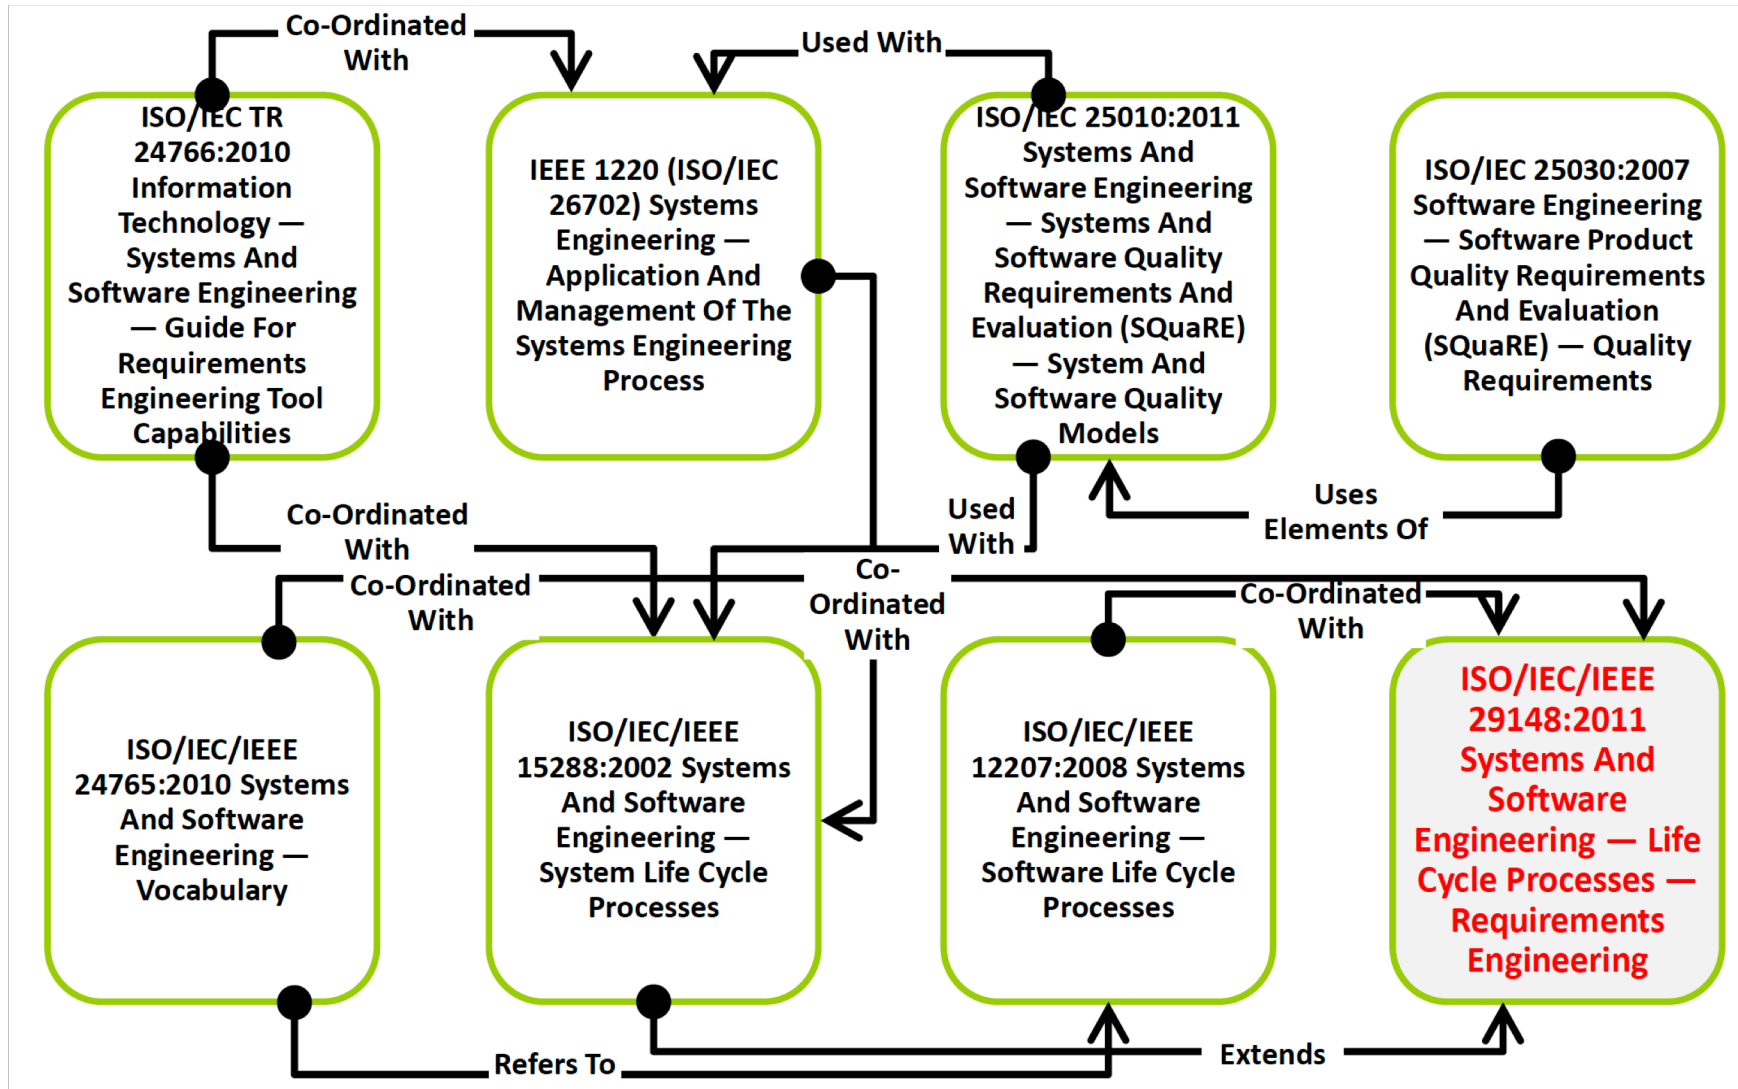 Co-Ordinated
With
Used With
ISO/IEC TR
24766:2010
Information
Technology —
Systems And
Software Engineering
— Guide For
Requirements
Engineering Tool
Capabilities
IEEE 1220 (ISO/IEC
26702) Systems
Engineering —
Application And
Management Of The
Systems Engineering
Process
ISO/IEC 25010:2011
Systems And
Software Engineering
— Systems And
Software Quality
Requirements And
Evaluation (SQuaRE)
— System And
Software Quality
Models
ISO/IEC 25030:2007
Software Engineering
— Software Product
Quality Requirements
And Evaluation
(SQuaRE) — Quality
Requirements
Co-Ordinated
With
Used
With
Uses
Elements Of
Co-Ordinated
With
Co-
Ordinated
With
Co-Ordinated
With
ISO/IEC/IEEE
24765:2010 Systems
And Software
Engineering —
Vocabulary
ISO/IEC/IEEE
15288:2002 Systems
And Software
Engineering —
System Life Cycle
Processes
ISO/IEC/IEEE
12207:2008 Systems
And Software
Engineering —
Software Life Cycle
Processes
ISO/IEC/IEEE
29148:2011
Systems And
Software
Engineering — Life
Cycle Processes —
Requirements
Engineering
Refers To
Extends